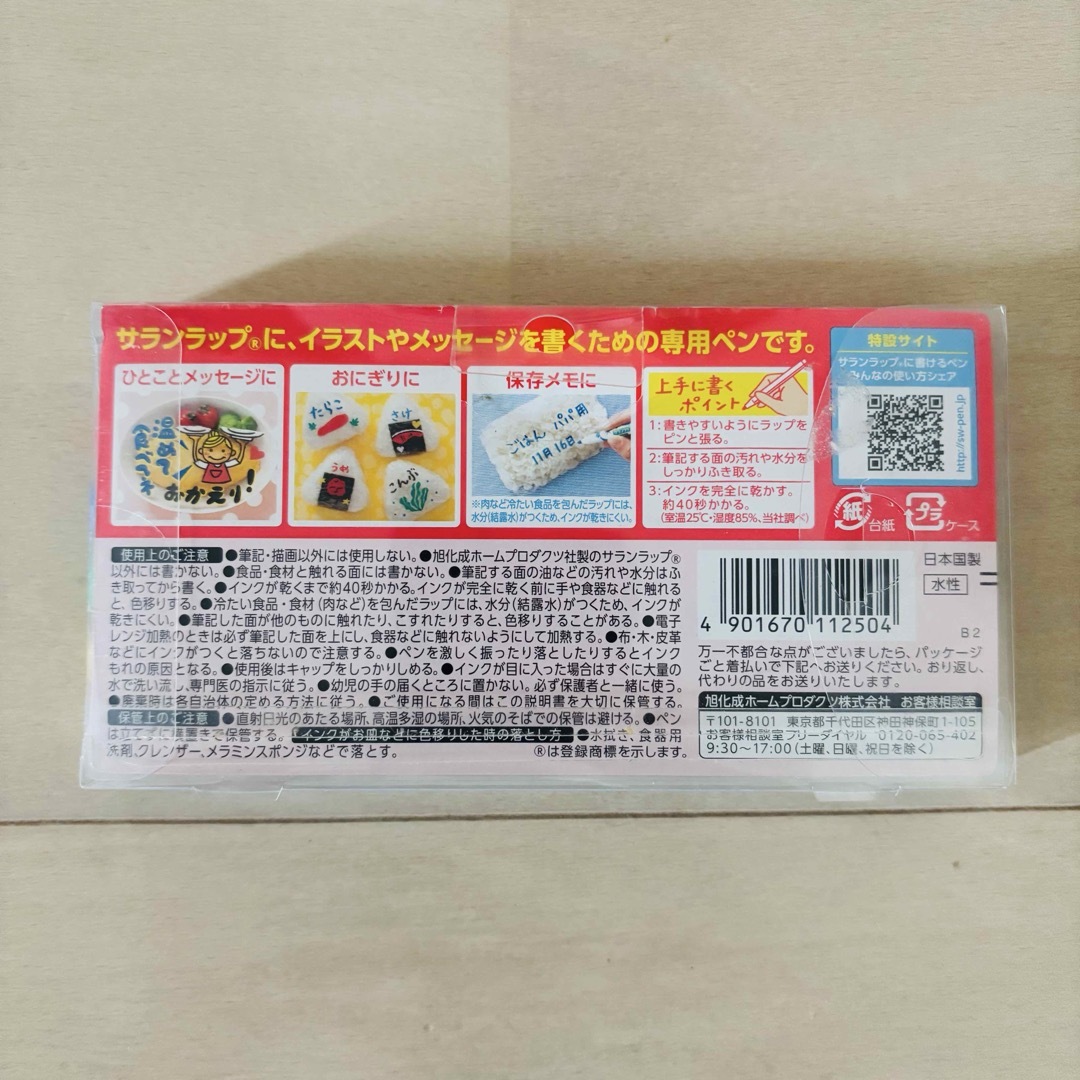 サランラップ®に、イラストやメッセージを書くための専用ペンです。
ひとことメッセージに
温めて
食べてネ
おかえり!
おにぎりに
たらこ
さけ
うめ
こんぶ
保存メモに
ごはん パパ用
11月16日
※肉など冷たい食品を包んだラップには、
水分(結露水)がつくため、インクが乾きにくい。
上手に書く
ポイント
1:書きやすいようにラップを
ピンと張る。
2:筆記する面の汚れや水分を
しっかりふき取る。
3:インクを完全に乾かす。
約40秒かかる。
(室温25℃・湿度85%、当社調べ)
特設サイト
サランラップ®に書けるペン
みんなの使い方シェア
http://sw-pen.jp
紙
台紙
プラ
ケース
使用上のご注意 ●筆記・描画以外には使用しない。●旭化成ホームプロダクツ社製のサランラップ®
以外には書かない。●食品・食材と触れる面には書かない。●筆記する面の油などの汚れや水分はふ
き取ってから書く。●インクが乾くまで約40秒かかる。インクが完全に乾く前に手や食器などに触れる
と、色移りする。●冷たい食品・食材(肉など)を包んだラップには、水分(結露水)がつくため、インクが
乾きにくい。●筆記した面が他のものに触れたり、こすれたりすると、色移りすることがある。●電子
レンジ加熱のときは必ず筆記した面を上にし、食器などに触れないようにして加熱する。●布・木・皮革
などにインクがつくと落ちないので注意する。●ペンを激しく振ったり落としたりするとインク
もれの原因となる。●使用後はキャップをしっかりしめる。●インクが目に入った場合はすぐに大量の
水で洗い流し、専門医の指示に従う。●幼児の手の届くところに置かない。必ず保護者と一緒に使う。
●廃棄時は各自治体の定める方法に従う。●ご使用になる間はこの説明書を大切に保管する。
保管上のご注意 ●直射日光のあたる場所、高温多湿の場所、火気のそばでの保管は避ける。●ペン
は立てずに横置きで保管する。 インクがお皿などに色移りした時の落とし方 ●水拭き、食器用
洗剤、クレンザー、メラミンスポンジなどで落とす。 ®は登録商標を示します。
4 901670 112504
日本国製
水性
B2
万一不都合な点がございましたら、パッケージ
ごと着払いで下記へお送りください。おり返し、
代わりの品をお送りいたします。
旭化成ホームプロダクツ株式会社 お客様相談室
〒101-8101 東京都千代田区神田神保町1-105
お客様相談室フリーダイヤル 0120-065-402
9:30~17:00(土曜、日曜、祝日を除く)